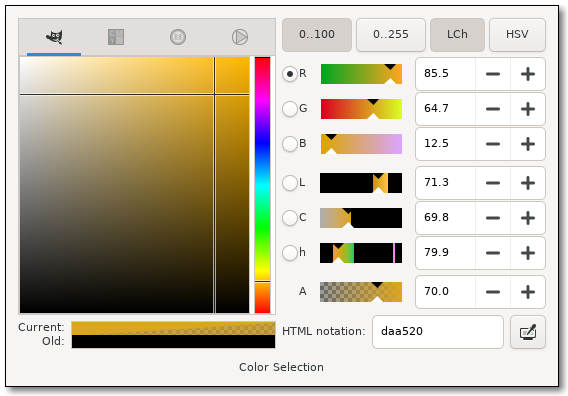 0..100 0..255 LCh HSV
R 85.5
G 64.7
B 12.5
L 71.3
C 69.8
h 79.9
A 70.0
Current:
Old:
HTML notation: daa520
Color Selection